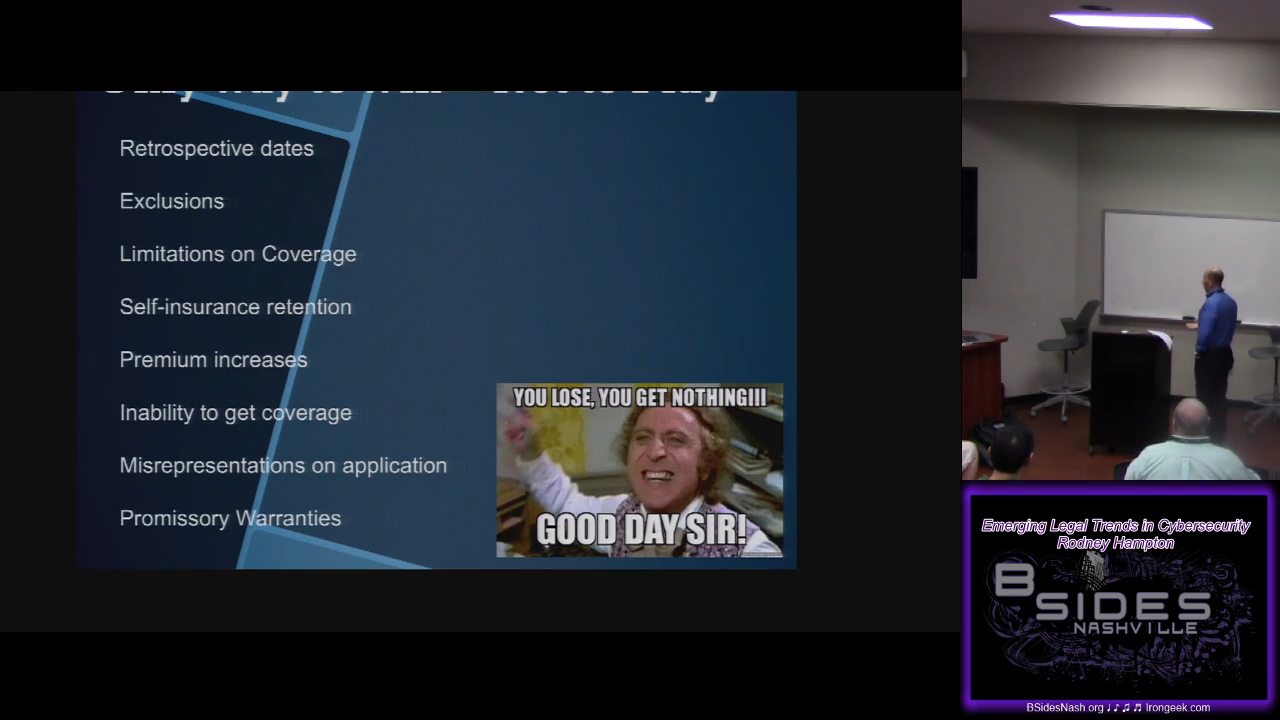 Retrospective dates
Exclusions
Limitations on Coverage
Self-insurance retention
Premium increases
Inability to get coverage
Misrepresentations on application
Promissory Warranties
YOU LOSE, YOU GET NOTHING!!!
GOOD DAY SIR!
Emerging Legal Trends in Cybersecurity
Rodney Hampton
BSIDES
NASHVILLE
BSidesNash.org ♩ ♪ ♫ ♬ Irongeek.com